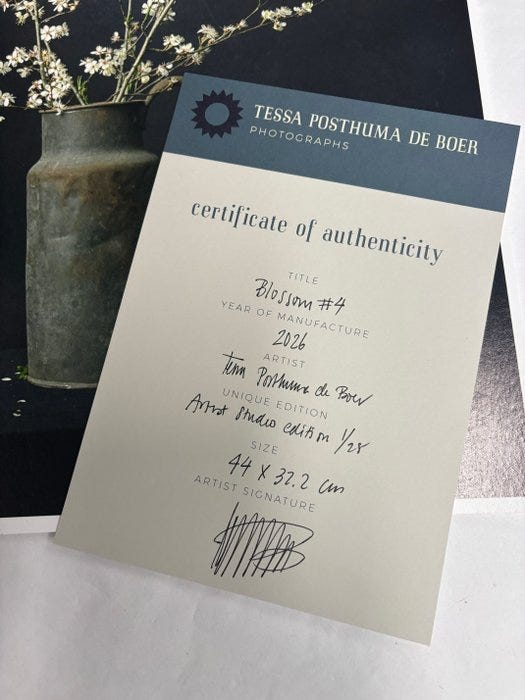 TESSA POSTHUMA DE BOER
PHOTOGRAPHS
certificate of authenticity
TITLE
Blossom #4
YEAR OF MANUFACTURE
2026
ARTIST
Tessa Posthuma de Boer
UNIQUE EDITION
Artist Studio edition 1/25
SIZE
44 x 32.2 cm
ARTIST SIGNATURE